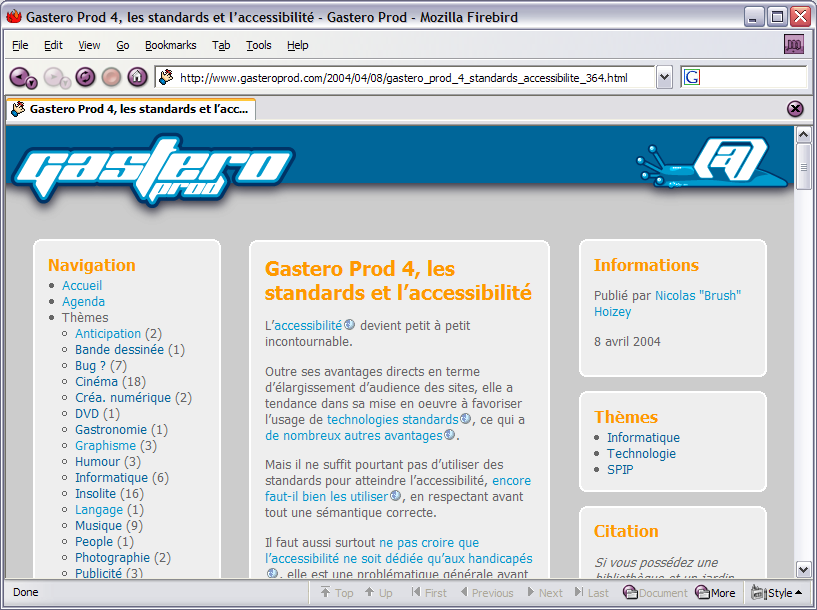 Gastero Prod 4, les standards et l'accessibilité - Gastero Prod - Mozilla Firebird
File Edit View Go Bookmarks Tab Tools Help
http://www.gasteroprod.com/2004/04/08/gastero_prod_4_standards_accessibilite_364.html
G
Gastero Prod 4, les standards et l'acc...
gastero
prod
@
Navigation
Accueil
Agenda
Thèmes
Anticipation (2)
Bande dessinée (1)
Bug ? (7)
Cinéma (18)
Créa. numérique (2)
DVD (1)
Gastronomie (1)
Graphisme (3)
Humour (3)
Informatique (6)
Insolite (16)
Langage (1)
Musique (9)
People (1)
Photographie (2)
Publicité (3)
Gastero Prod 4, les
standards et l'accessibilité
L'accessibilité devient petit à petit
incontournable.
Outre ses avantages directs en terme
d'élargissement d'audience des sites, elle a
tendance dans sa mise en oeuvre à favoriser
l'usage de technologies standards, ce qui a
de nombreux autres avantages.
Mais il ne suffit pourtant pas d'utiliser des
standards pour atteindre l'accessibilité, encore
faut-il bien les utiliser, en respectant avant
tout une sémantique correcte.
Il faut aussi surtout ne pas croire que
l'accessibilité ne soit dédiée qu'aux handicapés
, elle est une problématique générale avant
Informations
Publié par Nicolas "Brush"
Hoizey
8 avril 2004
Thèmes
Informatique
Technologie
SPIP
Citation
Si vous possédez une
bibliothèque et un jardin
Done Top Up First Previous Next Last Document More Style